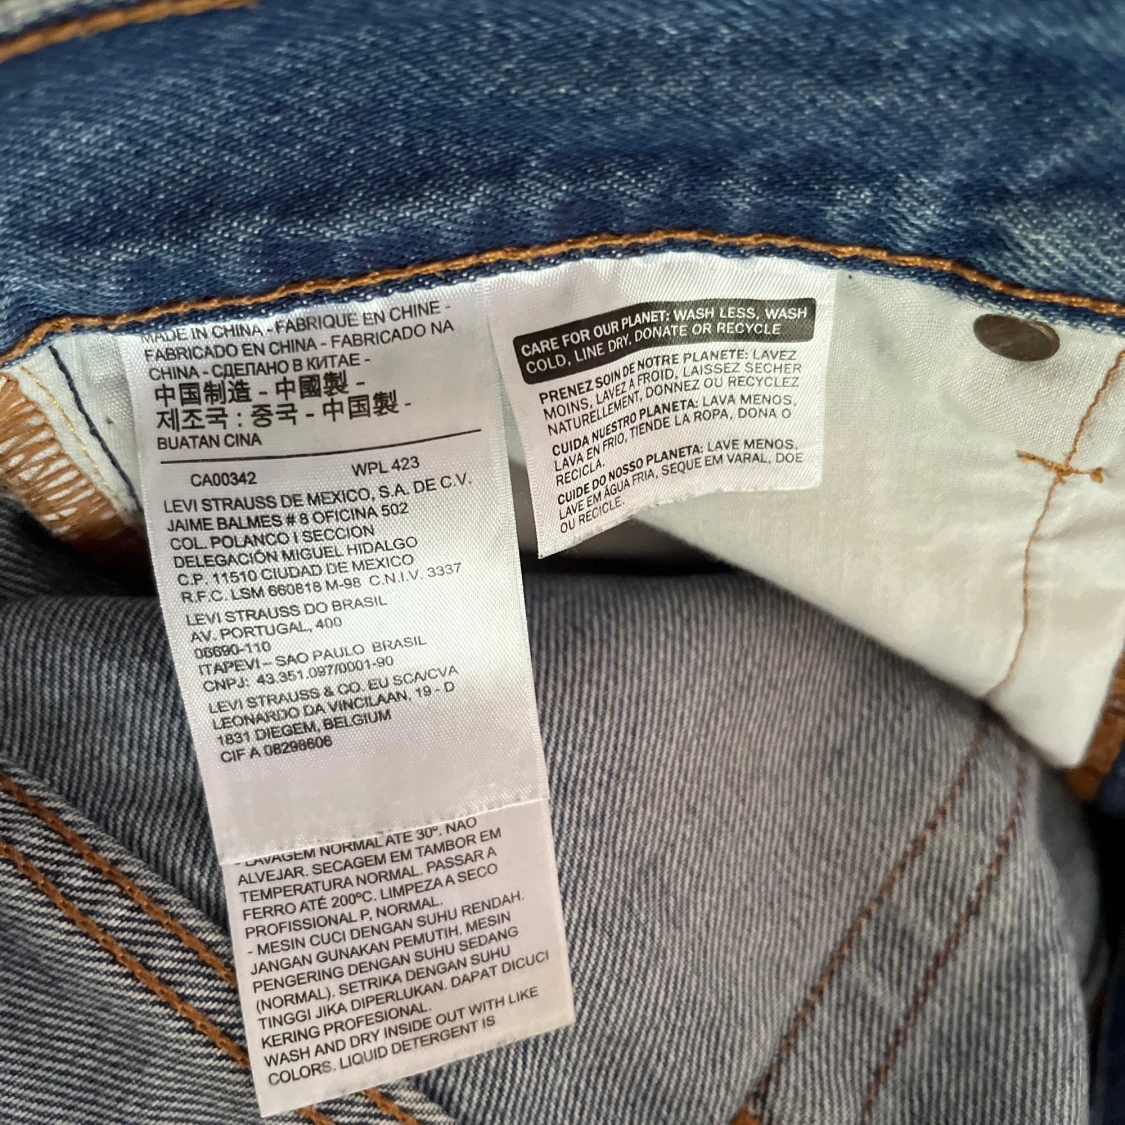 MADE IN CHINA - FABRIQUE EN CHINE -
FABRICADO EN CHINA - FABRICADO NA
CHINA - СДЕЛАНО В КИТАЕ -
中国制造 - 中國製 -
제조국 : 중국 - 中国製 -
BUATAN CINA
CA00342 WPL 423
LEVI STRAUSS DE MEXICO, S.A. DE C.V.
JAIME BALMES # 8 OFICINA 502
COL. POLANCO I SECCION
DELEGACIÓN MIGUEL HIDALGO
C.P. 11510 CIUDAD DE MEXICO
R.F.C. LSM 660818 M-98 C.N.I.V. 3337
LEVI STRAUSS DO BRASIL
AV. PORTUGAL, 400
06690-110
ITAPEVI – SAO PAULO BRASIL
CNPJ: 43.351.097/0001-90
LEVI STRAUSS & CO. EU SCA/CVA
LEONARDO DA VINCILAAN, 19 - D
1831 DIEGEM, BELGIUM
CIF A 08298606
- LAVAGEM NORMAL ATÉ 30º. NÃO
ALVEJAR. SECAGEM EM TAMBOR EM
TEMPERATURA NORMAL. PASSAR A
FERRO ATÉ 200ºC. LIMPEZA A SECO
PROFISSIONAL P, NORMAL.
- MESIN CUCI DENGAN SUHU RENDAH.
JANGAN GUNAKAN PEMUTIH. MESIN
PENGERING DENGAN SUHU SEDANG
(NORMAL). SETRIKA DENGAN SUHU
TINGGI JIKA DIPERLUKAN. DAPAT DICUCI
KERING PROFESIONAL.
WASH AND DRY INSIDE OUT WITH LIKE
COLORS. LIQUID DETERGENT IS
CARE FOR OUR PLANET: WASH LESS, WASH
COLD, LINE DRY, DONATE OR RECYCLE
PRENEZ SOIN DE NOTRE PLANETE: LAVEZ
MOINS, LAVEZ A FROID, LAISSEZ SECHER
NATURELLEMENT, DONNEZ OU RECYCLEZ
CUIDA NUESTRO PLANETA: LAVA MENOS,
LAVA EN FRIO, TIENDE LA ROPA, DONA O
RECICLA.
CUIDE DO NOSSO PLANETA: LAVE MENOS,
LAVE EM ÁGUA FRIA, SEQUE EM VARAL, DOE
OU RECICLE.